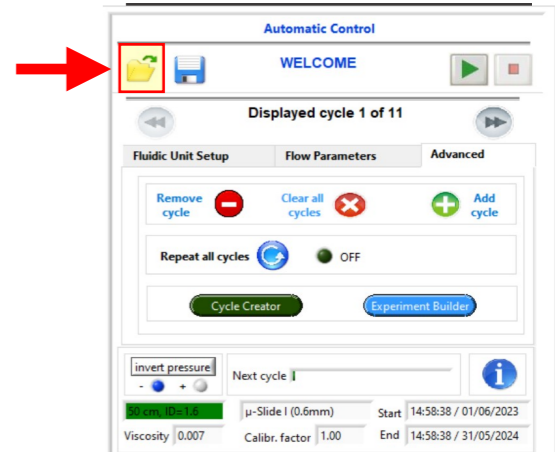 Automatic Control
WELCOME
Displayed cycle 1 of 11
Fluidic Unit Setup Flow Parameters Advanced
Remove cycle
Clear all cycles
Add cycle
Repeat all cycles OFF
Cycle Creator Experiment Builder
invert pressure
- +
Next cycle
50 cm, ID=1.6 µ-Slide I (0.6mm) Start 14:58:38 / 01/06/2023
Viscosity 0.007 Calibr. factor 1.00 End 14:58:38 / 31/05/2024